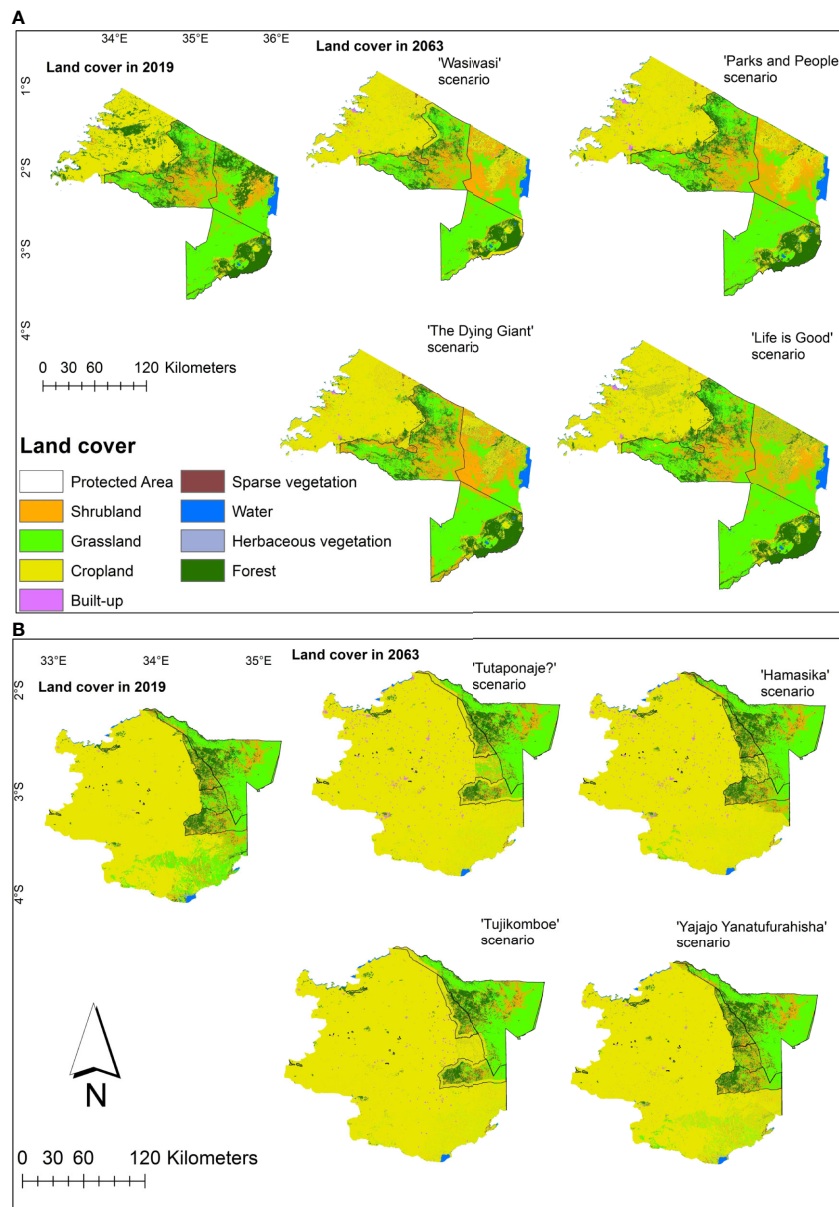 A
34°E 35°E 36°E
Land cover in 2019
Land cover in 2063
'Wasiwasi'
scenario
'Parks and People
scenario
1°S
2°S
3°S
4°S
'The Dying Giant'
scenario
'Life is Good'
scenario
0 30 60 120 Kilometers
Land cover
Protected Area
Shrubland
Grassland
Cropland
Built-up
Sparse vegetation
Water
Herbaceous vegetation
Forest
B
33°E 34°E 35°E
Land cover in 2019
Land cover in 2063
'Tutaponaje?'
scenario
'Hamasika'
scenario
2°S
3°S
4°S
'Tujikomboe'
scenario
'Yajajo Yanatufurahisha'
scenario
N
0 30 60 120 Kilometers